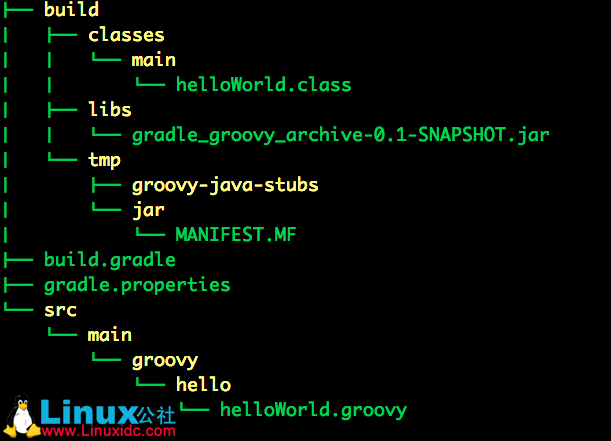 ├── build
│   ├── classes
│   │   └── main
│   │       └── helloWorld.class
│   ├── libs
│   │   └── gradle_groovy_archive-0.1-SNAPSHOT.jar
│   └── tmp
│       ├── groovy-java-stubs
│       └── jar
│           └── MANIFEST.MF
├── build.gradle
├── gradle.properties
└── src
    └── main
        └── groovy
            └── hello
                └── helloWorld.groovy
Linux公社
www.Linuxidc.com